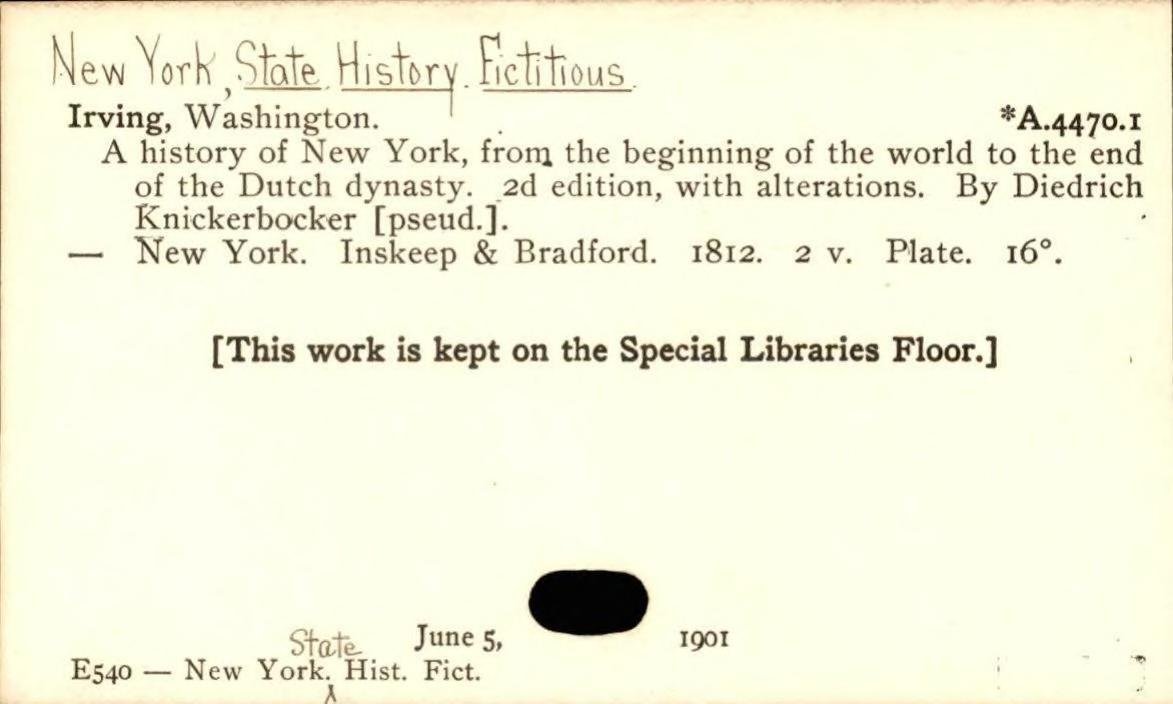 New York, State. History. Fictitious.
Irving, Washington. *A.4470.1
A history of New York, from the beginning of the world to the end
of the Dutch dynasty. 2d edition, with alterations. By Diedrich
Knickerbocker [pseud.].
— New York. Inskeep & Bradford. 1812. 2 v. Plate. 16°.
[This work is kept on the Special Libraries Floor.]
State June 5, 1901
E540 — New York. Hist. Fict.